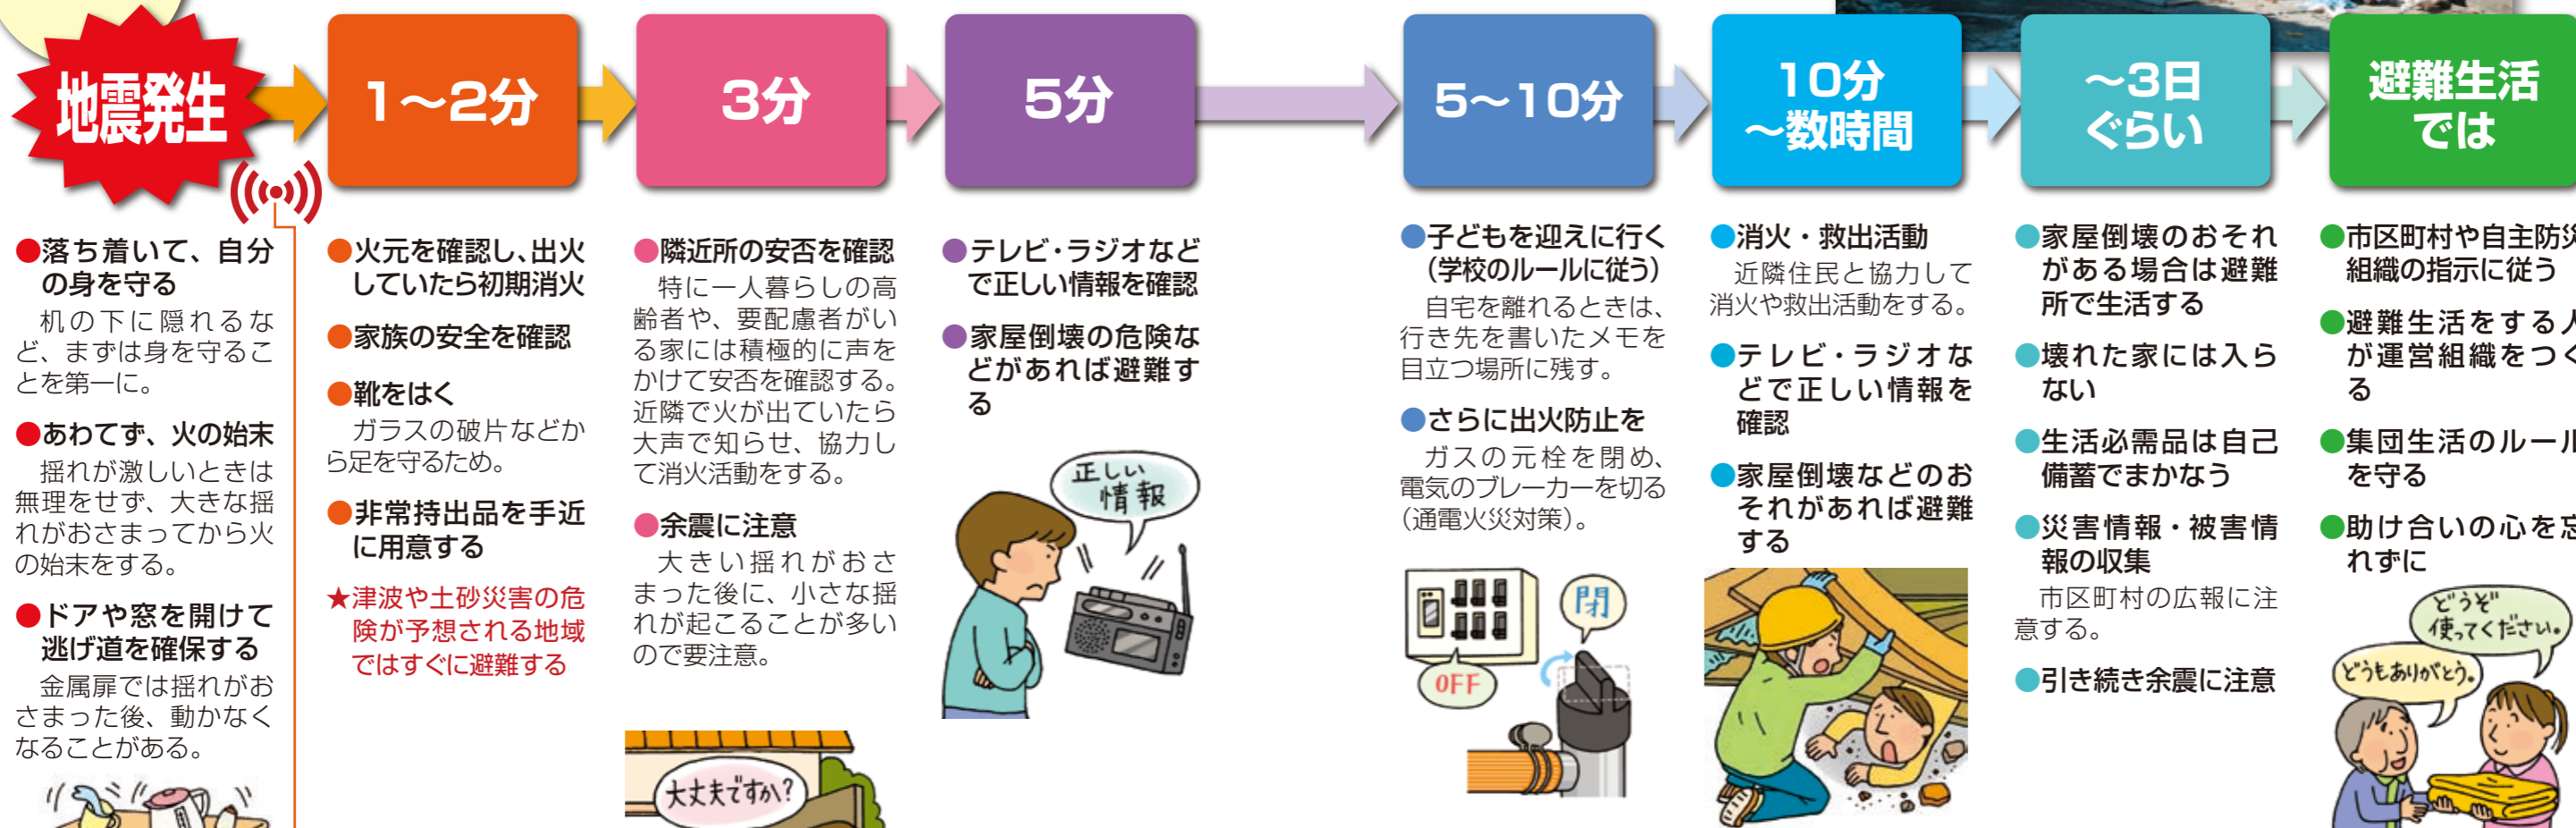 地震発生
●落ち着いて、自分
の身を守る
机の下に隠れるな
ど、まずは身を守るこ
とを第一に。
●あわてず、火の始末
揺れが激しいときは
無理をせず、大きな揺
れがおさまってから火
の始末をする。
●ドアや窓を開けて
逃げ道を確保する
金属扉では揺れがお
さまった後、動かなく
なることがある。
1～2分
●火元を確認し、出火
していたら初期消火
●家族の安全を確認
●靴をはく
ガラスの破片などか
ら足を守るため。
●非常持出品を手近
に用意する
★津波や土砂災害の危
険が予想される地域
ではすぐに避難する
3分
●隣近所の安否を確認
特に一人暮らしの高
齢者や、要配慮者がい
る家には積極的に声を
かけて安否を確認する。
近隣で火が出ていたら
大声で知らせ、協力し
て消火活動をする。
●余震に注意
大きい揺れがおさ
まった後に、小さな揺
れが起こることが多い
ので要注意。
大丈夫ですか?
5分
●テレビ・ラジオなど
で正しい情報を確認
●家屋倒壊の危険な
どがあれば避難す
る
正しい
情報
5～10分
●子どもを迎えに行く
（学校のルールに従う）
自宅を離れるときは、
行き先を書いたメモを
目立つ場所に残す。
●さらに出火防止を
ガスの元栓を閉め、
電気のブレーカーを切る
（通電火災対策）。
閉
OFF
10分
～数時間
●消火・救出活動
近隣住民と協力して
消火や救出活動をする。
●テレビ・ラジオな
どで正しい情報を
確認
●家屋倒壊などのお
それがあれば避難
する
～3日
ぐらい
●家屋倒壊のおそれ
がある場合は避難
所で生活する
●壊れた家には入ら
ない
●生活必需品は自己
備蓄でまかなう
●災害情報・被害情
報の収集
市区町村の広報に注
意する。
●引き続き余震に注意
避難生活
では
●市区町村や自主防災
組織の指示に従う
●避難生活をする人
が運営組織をつく
る
●集団生活のルール
を守る
●助け合いの心を忘
れずに
どうぞ
使ってください。
どうもありがとう。